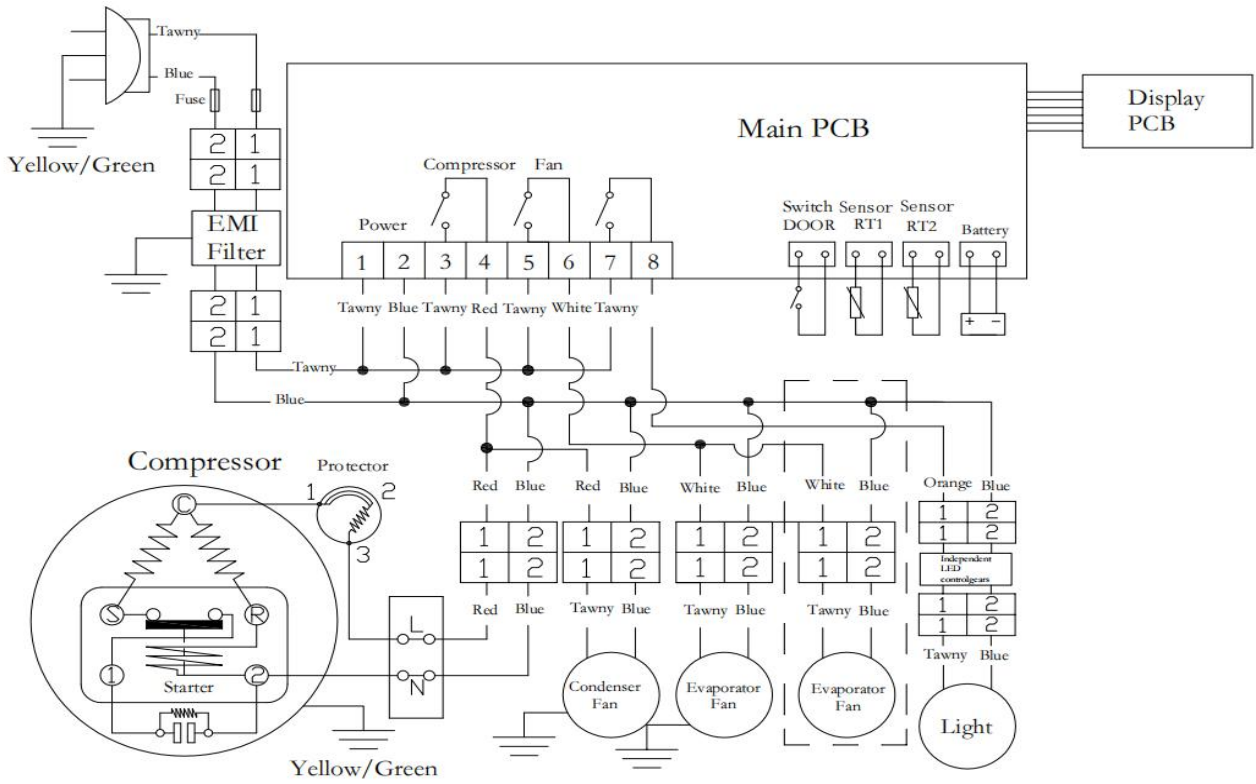 Tawny
Blue
Fuse
Yellow/Green
2 1
2 1
EMI
Filter
2 1
2 1
Main PCB
Display
PCB
Compressor Fan
Power
1 2 3 4 5 6 7 8
Tawny Blue Tawny Red Tawny White Tawny
Switch
DOOR
Sensor
RT1
Sensor
RT2
Battery
+ -
Tawny
Blue
Compressor
Protector
1 2
3
C
S R
1 2
Starter
L
N
Yellow/Green
Red Blue Red Blue White Blue White Blue Orange Blue
1 2 1 2 1 2 1 2 1 2
1 2 1 2 1 2 1 2 1 2
Independent
LED
controlgears
1 2
1 2
Red Blue Tawny Blue Tawny Blue Tawny Blue
Tawny Blue
Condenser
Fan
Evaporator
Fan
Evaporator
Fan
Light